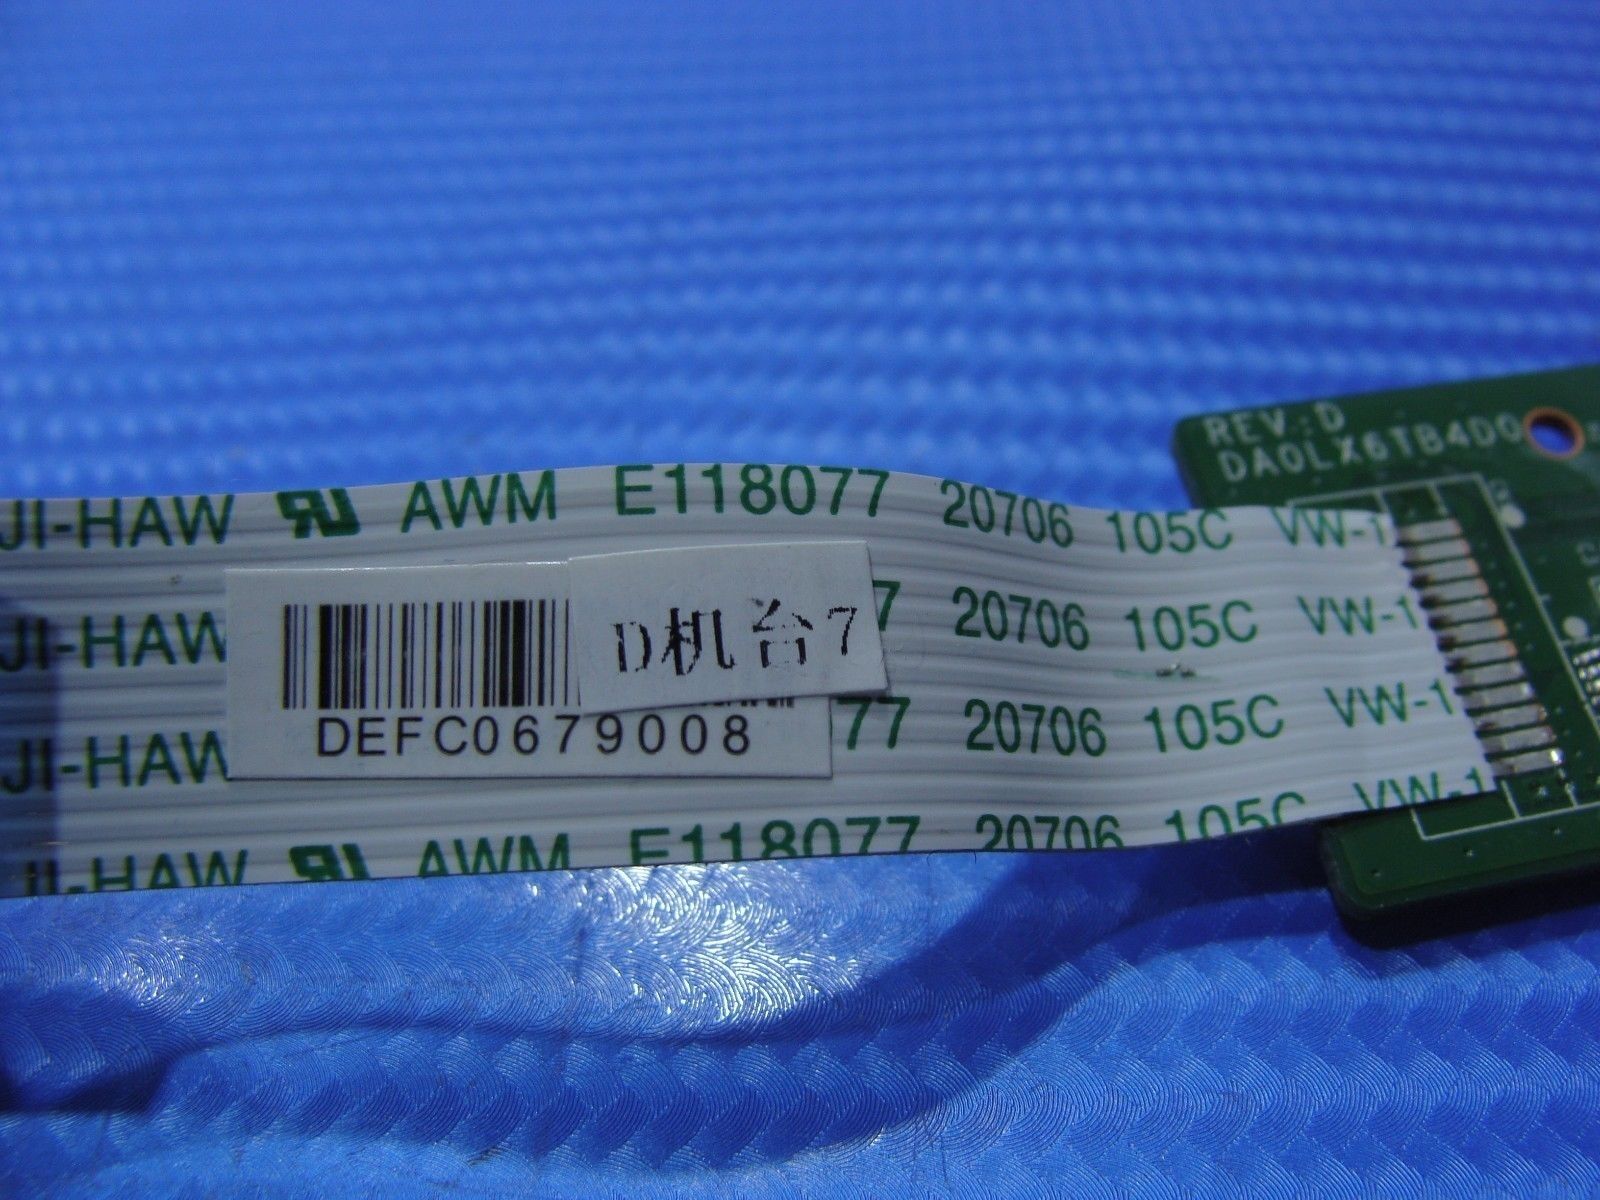 REV:D
DA0LX6TB4D0
JI-HAW AWM E118077 20706 105C VW-1
JI-HAW 7 20706 105C VW-1
D机台7
DEFC0679008
JI-HAW 77 20706 105C VW-1
JI-HAW AWM E118077 20706 105C VW-1